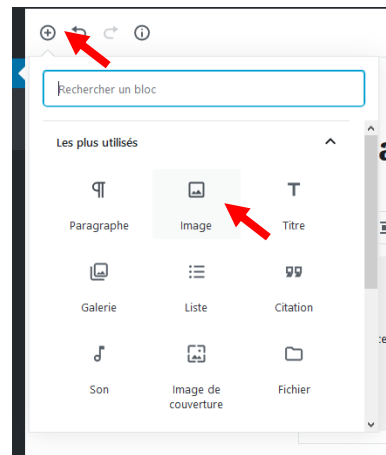 Rechercher un bloc
Les plus utilisés
Paragraphe Image Titre
Galerie Liste Citation
Son Image de couverture Fichier